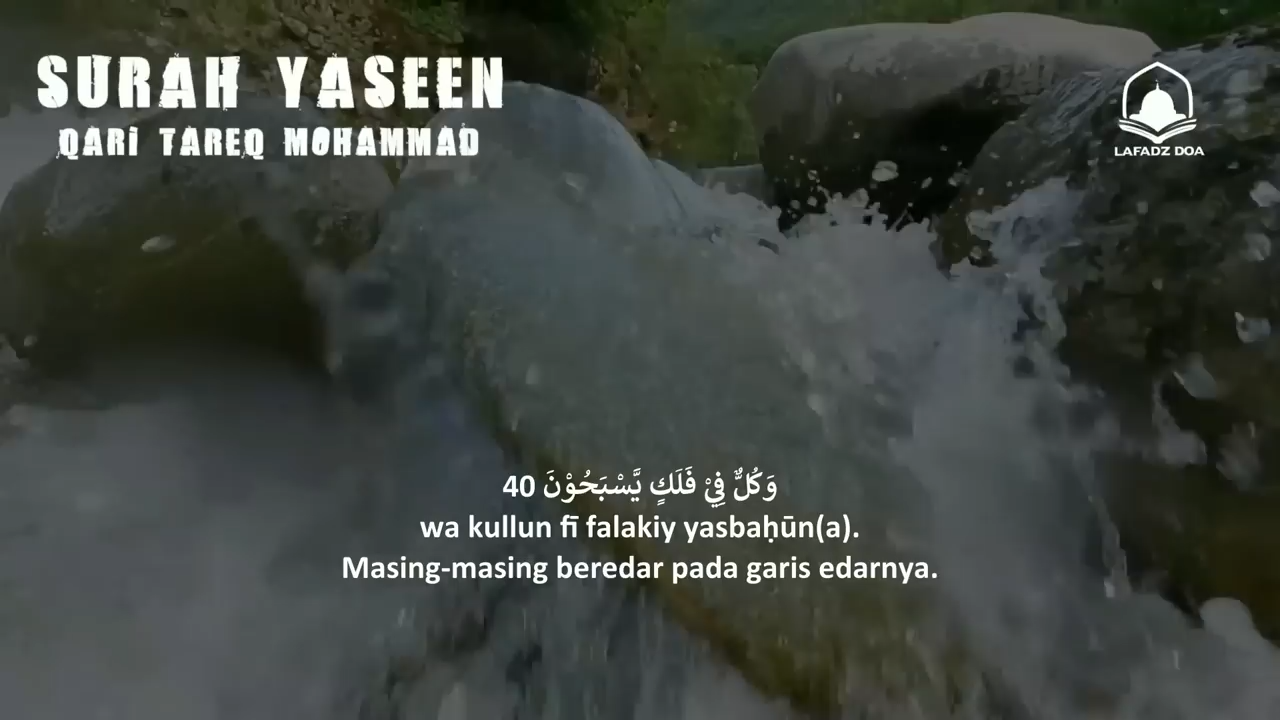 SURAH YASEEN
QARI TAREQ MOHAMMAD
LAFADZ DOA
وَكُلٌّ فِيْ فَلَكٍ يَّسْبَحُوْنَ 40
wa kullun fī falakiy yasbaḥūn(a).
Masing-masing beredar pada garis edarnya.